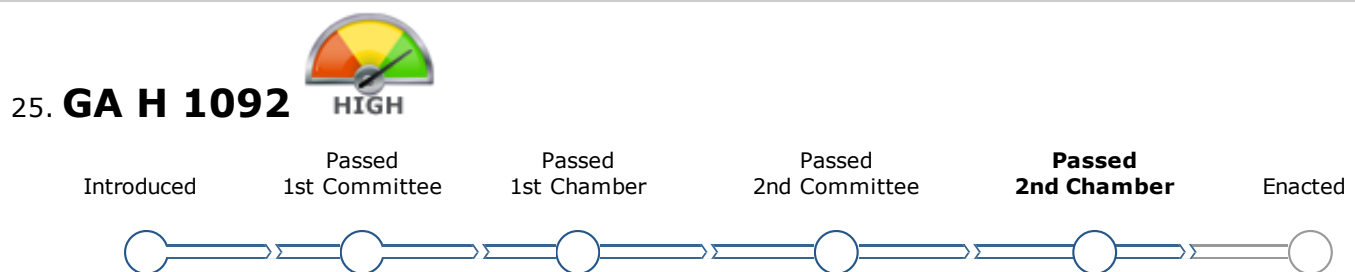 25. GA H 1092
HIGH
Introduced
Passed
1st Committee
Passed
1st Chamber
Passed
2nd Committee
Passed
2nd Chamber
Enacted